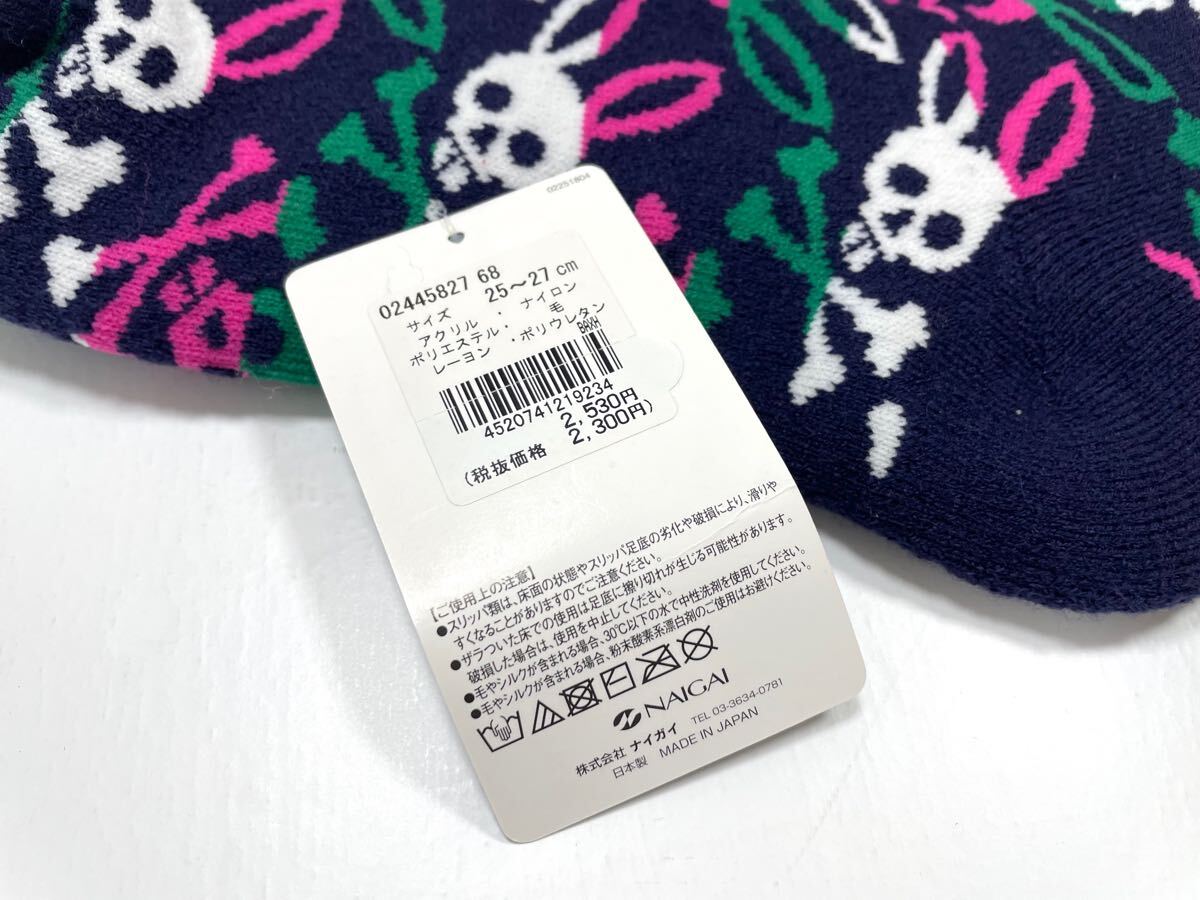 02251804
02445827 68
サイズ 25～27 cm
アクリル ・ ナイロン
ポリエステル・ 毛
レーヨン ・ポリウレタン
BAXH
4520741219234
2,530円
(税抜価格 2,300円)
【ご使用上の注意】
●スリッパ類は、床面の状態やスリッパ足底の劣化や破損により、滑りや
すくなることがありますのでご注意ください。
●ザラついた床での使用は足底に擦り切れが生じる可能性があります。
破損した場合は、使用を中止してください。
●毛やシルクが含まれる場合、30℃以下の水で中性洗剤を使用してください。
●毛やシルクが含まれる場合、粉末酸素系漂白剤のご使用はお避けください。
NAIGAI
株式会社 ナイガイ TEL 03-3634-0781
日本製 MADE IN JAPAN